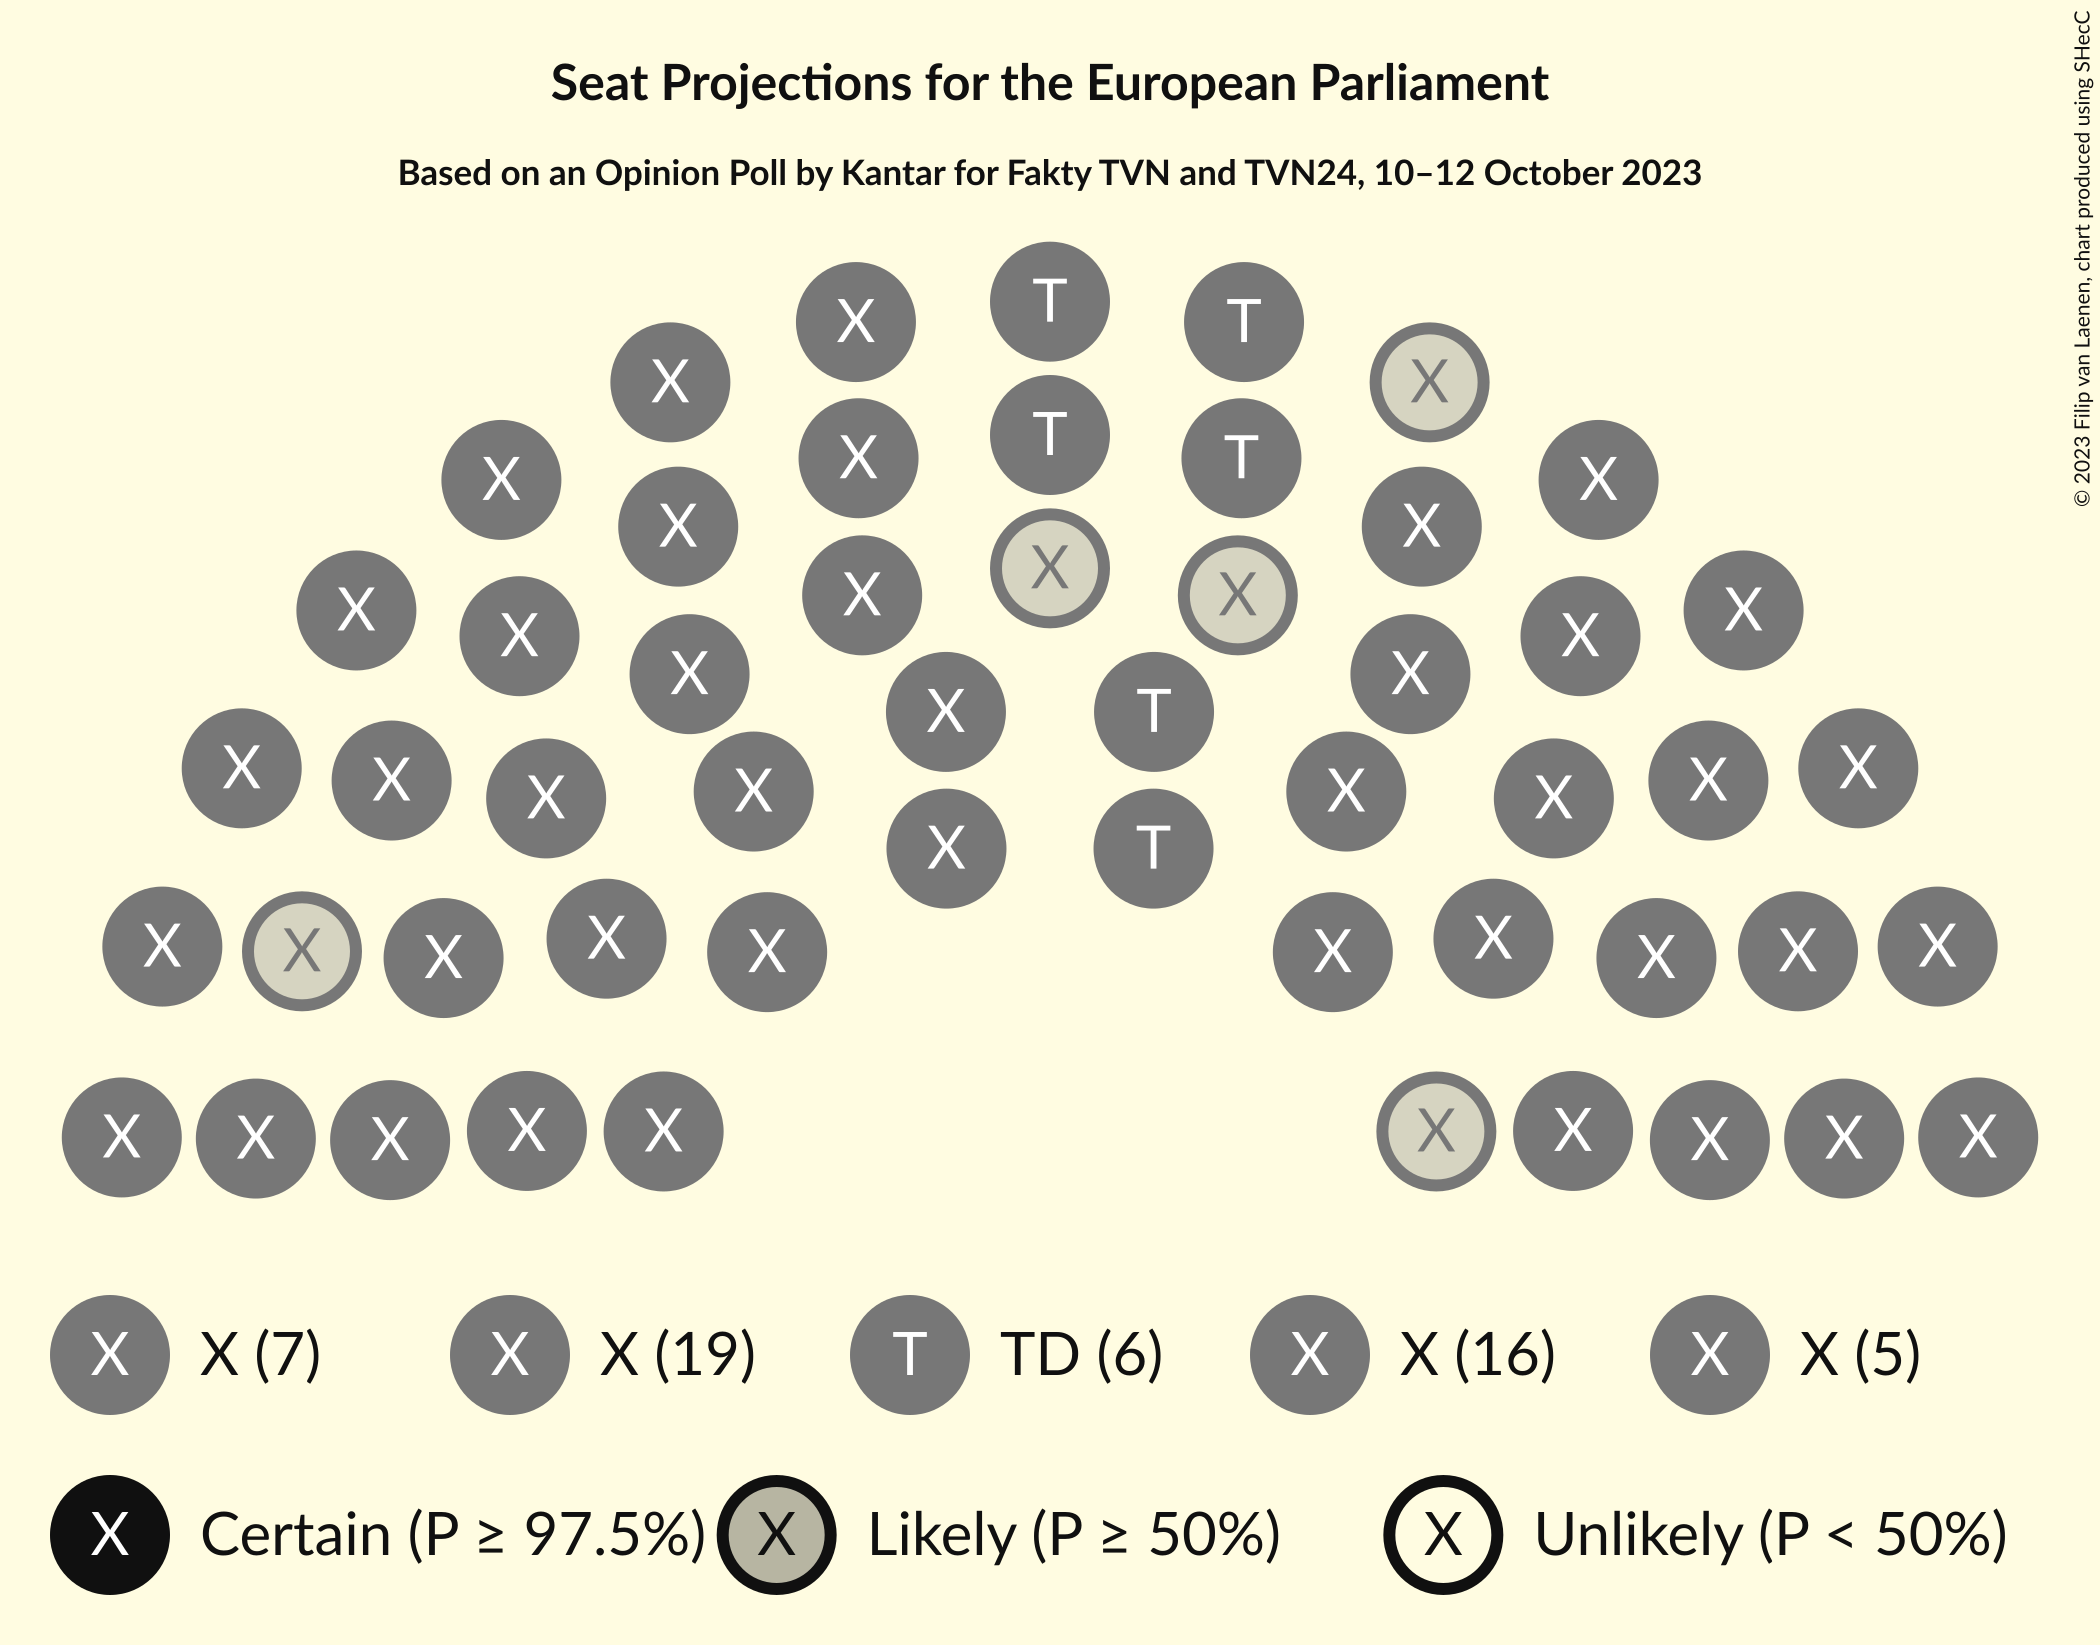 Seat Projections for the European Parliament
Based on an Opinion Poll by Kantar for Fakty TVN and TVN24, 10–12 October 2023
© 2023 Filip van Laenen, chart produced using SHecC
X T T
X X
X X T T X
X X X X
X X X X X X
X X X T X X
X X X X X X X X
X T
X X X X X X X X X X
X X X X X X X X X X
X X (7) X X (19) T TD (6) X X (16) X X (5)
X Certain (P ≥ 97.5%) X Likely (P ≥ 50%) X Unlikely (P < 50%)